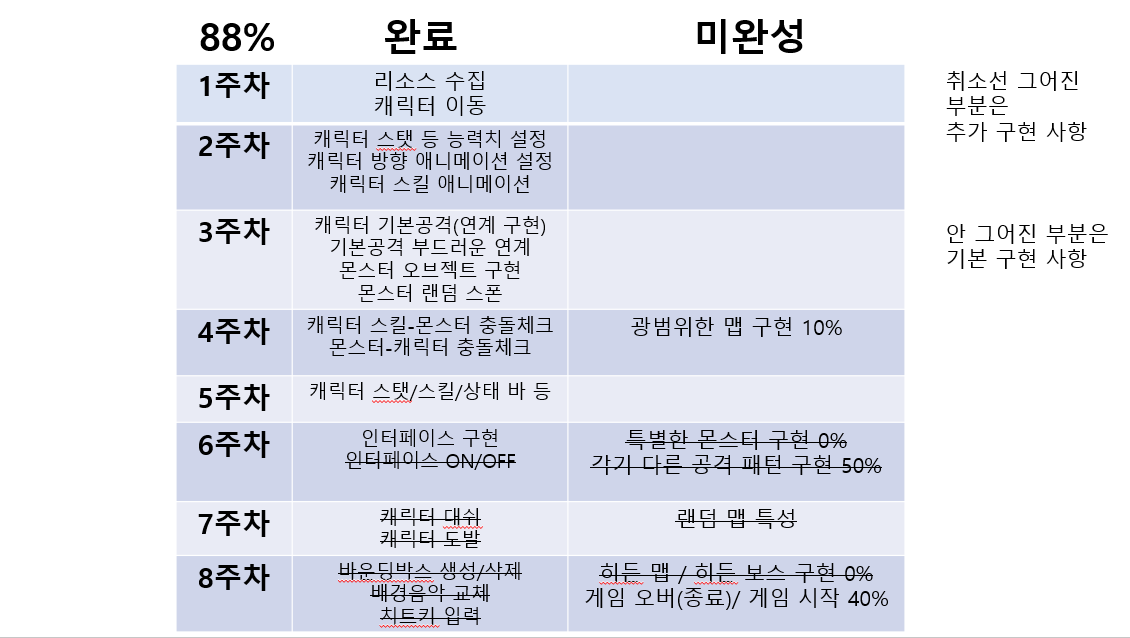 88% 완료 미완성
1주차
리소스 수집
캐릭터 이동
2주차
캐릭터 스탯 등 능력치 설정
캐릭터 방향 애니메이션 설정
캐릭터 스킬 애니메이션
3주차
캐릭터 기본공격(연계 구현)
기본공격 부드러운 연계
몬스터 오브젝트 구현
몬스터 랜덤 스폰
4주차
캐릭터 스킬-몬스터 충돌체크
몬스터-캐릭터 충돌체크
광범위한 맵 구현 10%
5주차
캐릭터 스탯/스킬/상태 바 등
6주차
인터페이스 구현
인터페이스 ON/OFF
특별한 몬스터 구현 0%
각기 다른 공격 패턴 구현 50%
7주차
캐릭터 대쉬
캐릭터 도발
랜덤 맵 특성
8주차
바운딩박스 생성/삭제
배경음악 교체
치트키 입력
히든 맵 / 히든 보스 구현 0%
게임 오버(종료)/ 게임 시작 40%
취소선 그어진
부분은
추가 구현 사항
안 그어진 부분은
기본 구현 사항